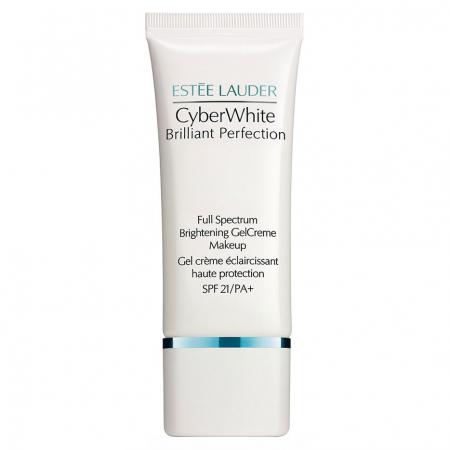 ESTĒE LAUDER
CyberWhite
Brilliant Perfection
Full Spectrum
Brightening GelCreme
Makeup
Gel crème éclaircissant
haute protection
SPF 21/PA+